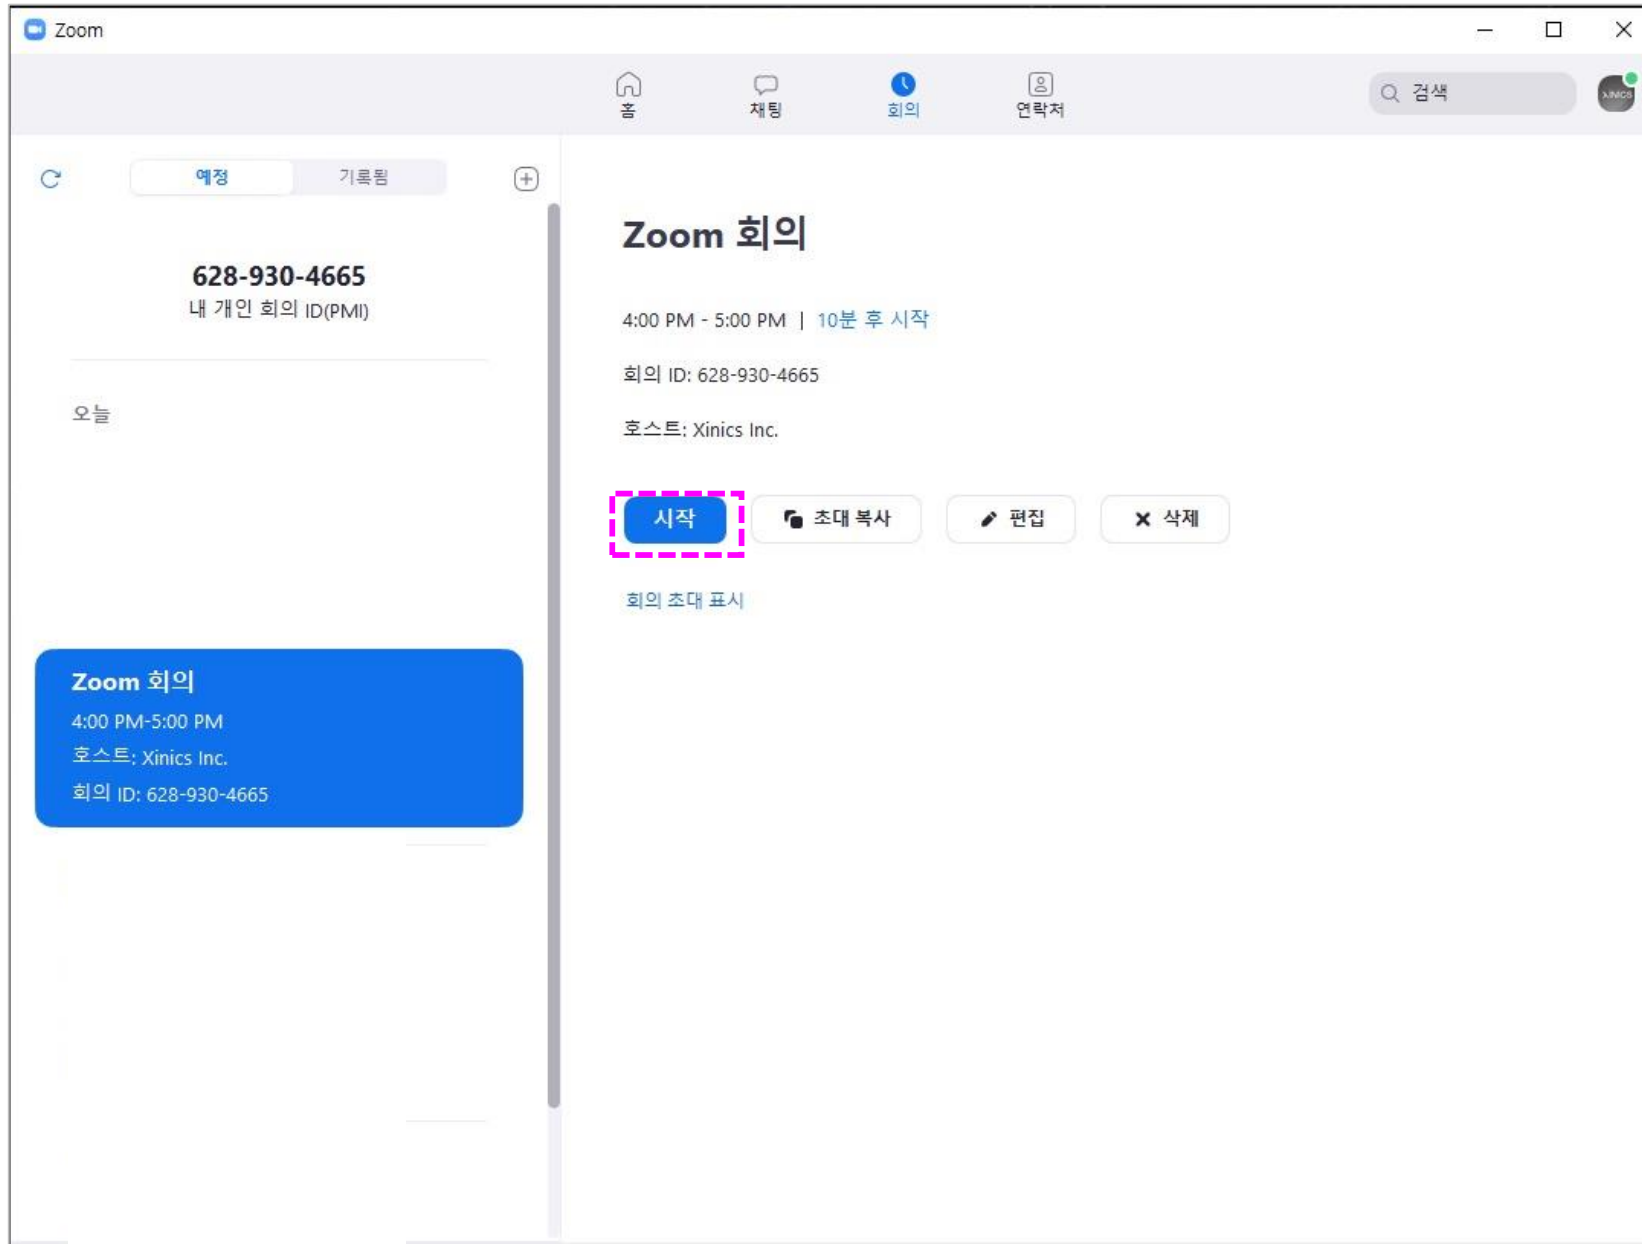 Zoom
홈
채팅
회의
연락처
검색
XINICS
예정
기록됨
628-930-4665
내 개인 회의 ID(PMI)
오늘
Zoom 회의
4:00 PM-5:00 PM
호스트: Xinics Inc.
회의 ID: 628-930-4665
Zoom 회의
4:00 PM - 5:00 PM | 10분 후 시작
회의 ID: 628-930-4665
호스트: Xinics Inc.
시작
초대 복사
편집
삭제
회의 초대 표시